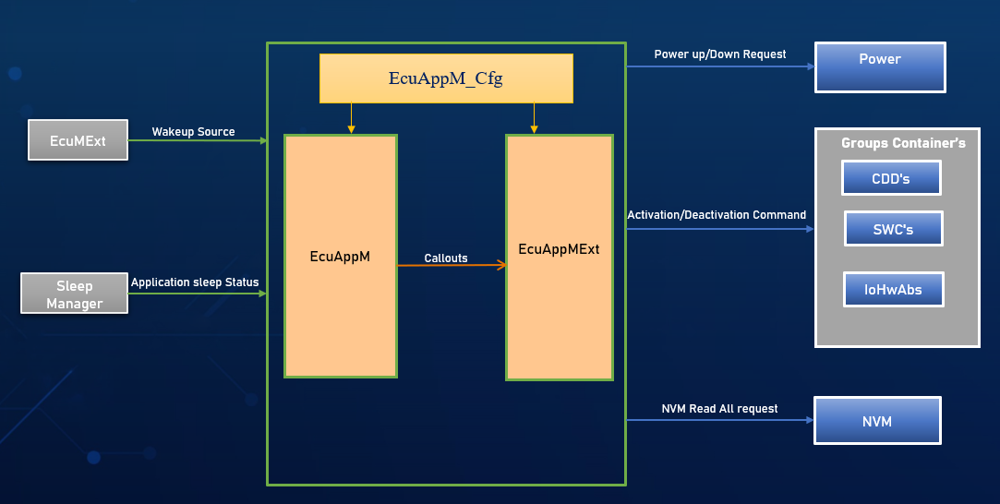 Power up/Down Request
Power
EcuAppM_Cfg
EcuMExt
Wakeup Source
Groups Container's
CDD's
Activation/Deactivation Command
SWC's
EcuAppM
Callouts
EcuAppMExt
Sleep
Manager
Application sleep Status
IoHwAbs
NVM Read All request
NVM